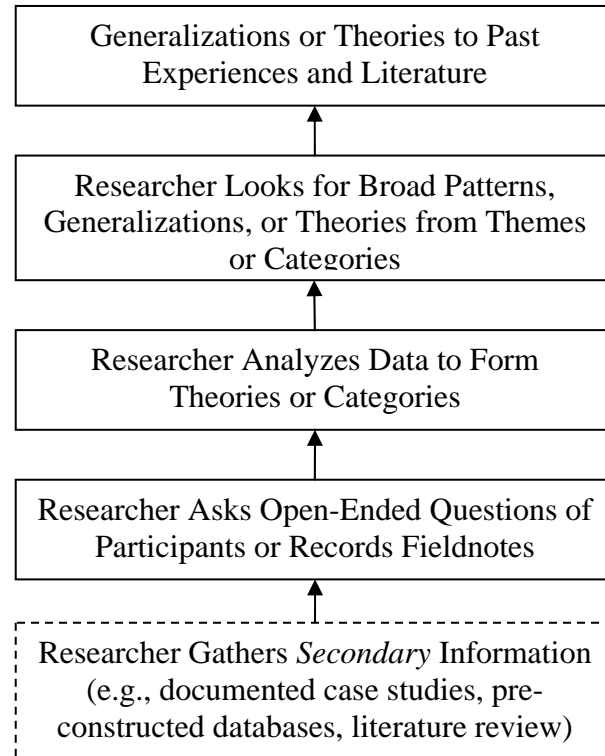 Generalizations or Theories to Past
Experiences and Literature
Researcher Looks for Broad Patterns,
Generalizations, or Theories from Themes
or Categories
Researcher Analyzes Data to Form
Theories or Categories
Researcher Asks Open-Ended Questions of
Participants or Records Fieldnotes
Researcher Gathers Secondary Information
(e.g., documented case studies, pre-
constructed databases, literature review)